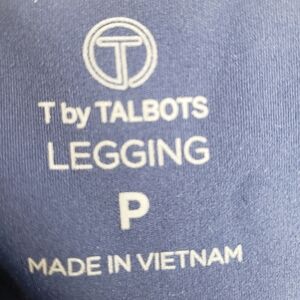 T
T by TALBOTS
LEGGING
P
MADE IN VIETNAM